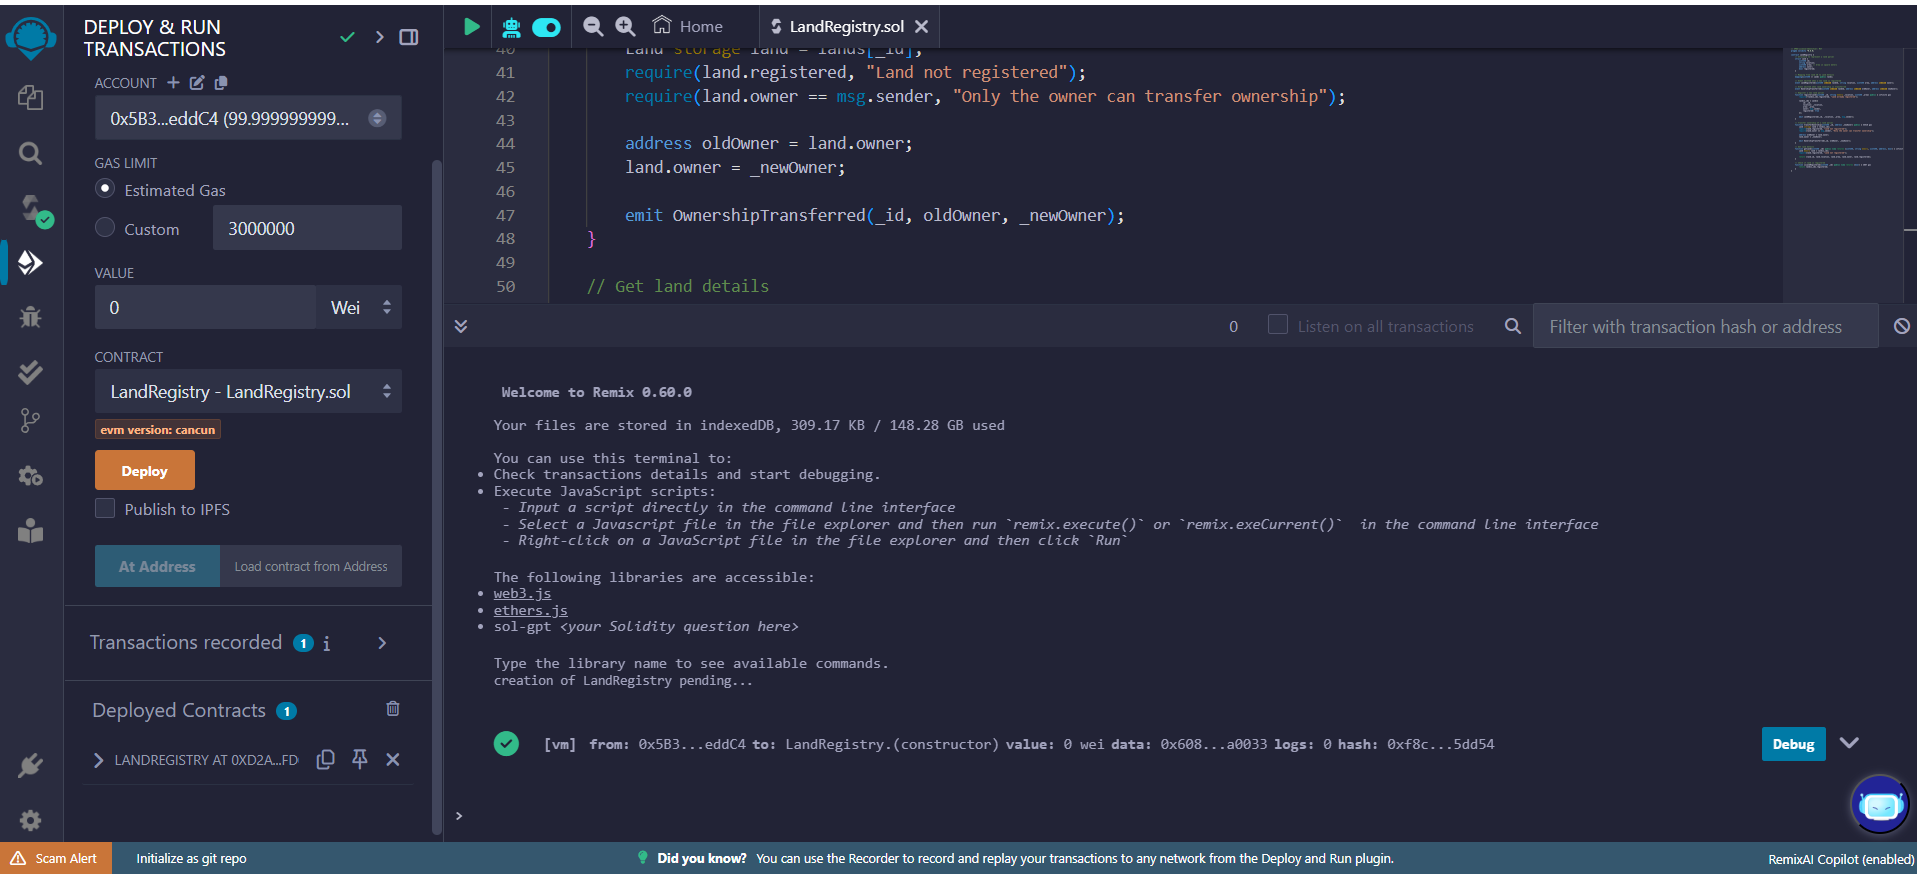 DEPLOY & RUN
TRANSACTIONS
ACCOUNT
0x5B3...eddC4 (99.999999999...
GAS LIMIT
Estimated Gas
Custom
3000000
VALUE
0
Wei
CONTRACT
LandRegistry - LandRegistry.sol
evm version: cancun
Deploy
Publish to IPFS
At Address
Load contract from Address
Transactions recorded 1 i
Deployed Contracts 1
LANDREGISTRY AT 0XD2A...FD
Home
LandRegistry.sol
40 Land storage land = lands[_id];
41 require(land.registered, "Land not registered");
42 require(land.owner == msg.sender, "Only the owner can transfer ownership");
43
44 address oldOwner = land.owner;
45 land.owner = _newOwner;
46
47 emit OwnershipTransferred(_id, oldOwner, _newOwner);
48 }
49
50 // Get land details
0
Listen on all transactions
Filter with transaction hash or address
Welcome to Remix 0.60.0
Your files are stored in indexedDB, 309.17 KB / 148.28 GB used
You can use this terminal to:
• Check transactions details and start debugging.
• Execute JavaScript scripts:
- Input a script directly in the command line interface
- Select a Javascript file in the file explorer and then run `remix.execute()` or `remix.exeCurrent()` in the command line interface
- Right-click on a JavaScript file in the file explorer and then click `Run`
The following libraries are accessible:
• web3.js
• ethers.js
• sol-gpt <your Solidity question here>
Type the library name to see available commands.
creation of LandRegistry pending...
[vm] from: 0x5B3...eddC4 to: LandRegistry.(constructor) value: 0 wei data: 0x608...a0033 logs: 0 hash: 0xf8c...5dd54
Debug
>
Scam Alert
Initialize as git repo
Did you know? You can use the Recorder to record and replay your transactions to any network from the Deploy and Run plugin.
RemixAI Copilot (enabled)